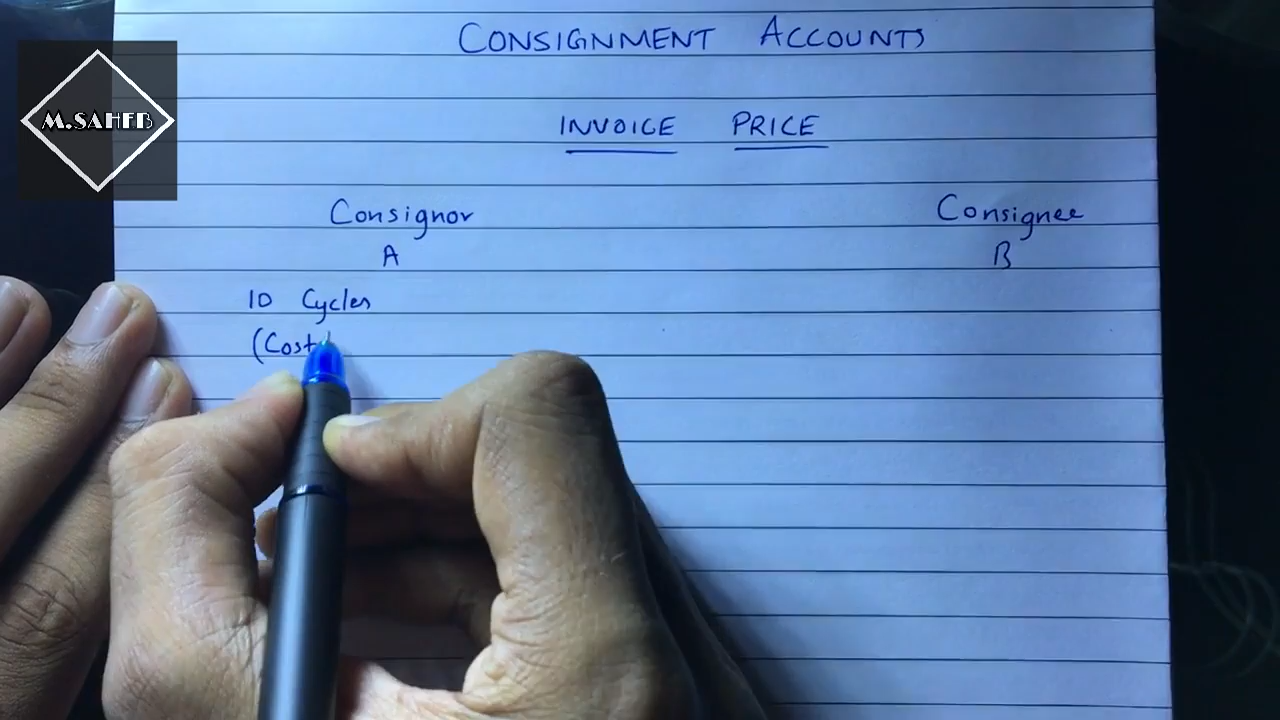 CONSIGNMENT ACCOUNTS
M.SAHEB
INVOICE PRICE
Consignor Consignee
A B
10 Cycles
(Cost